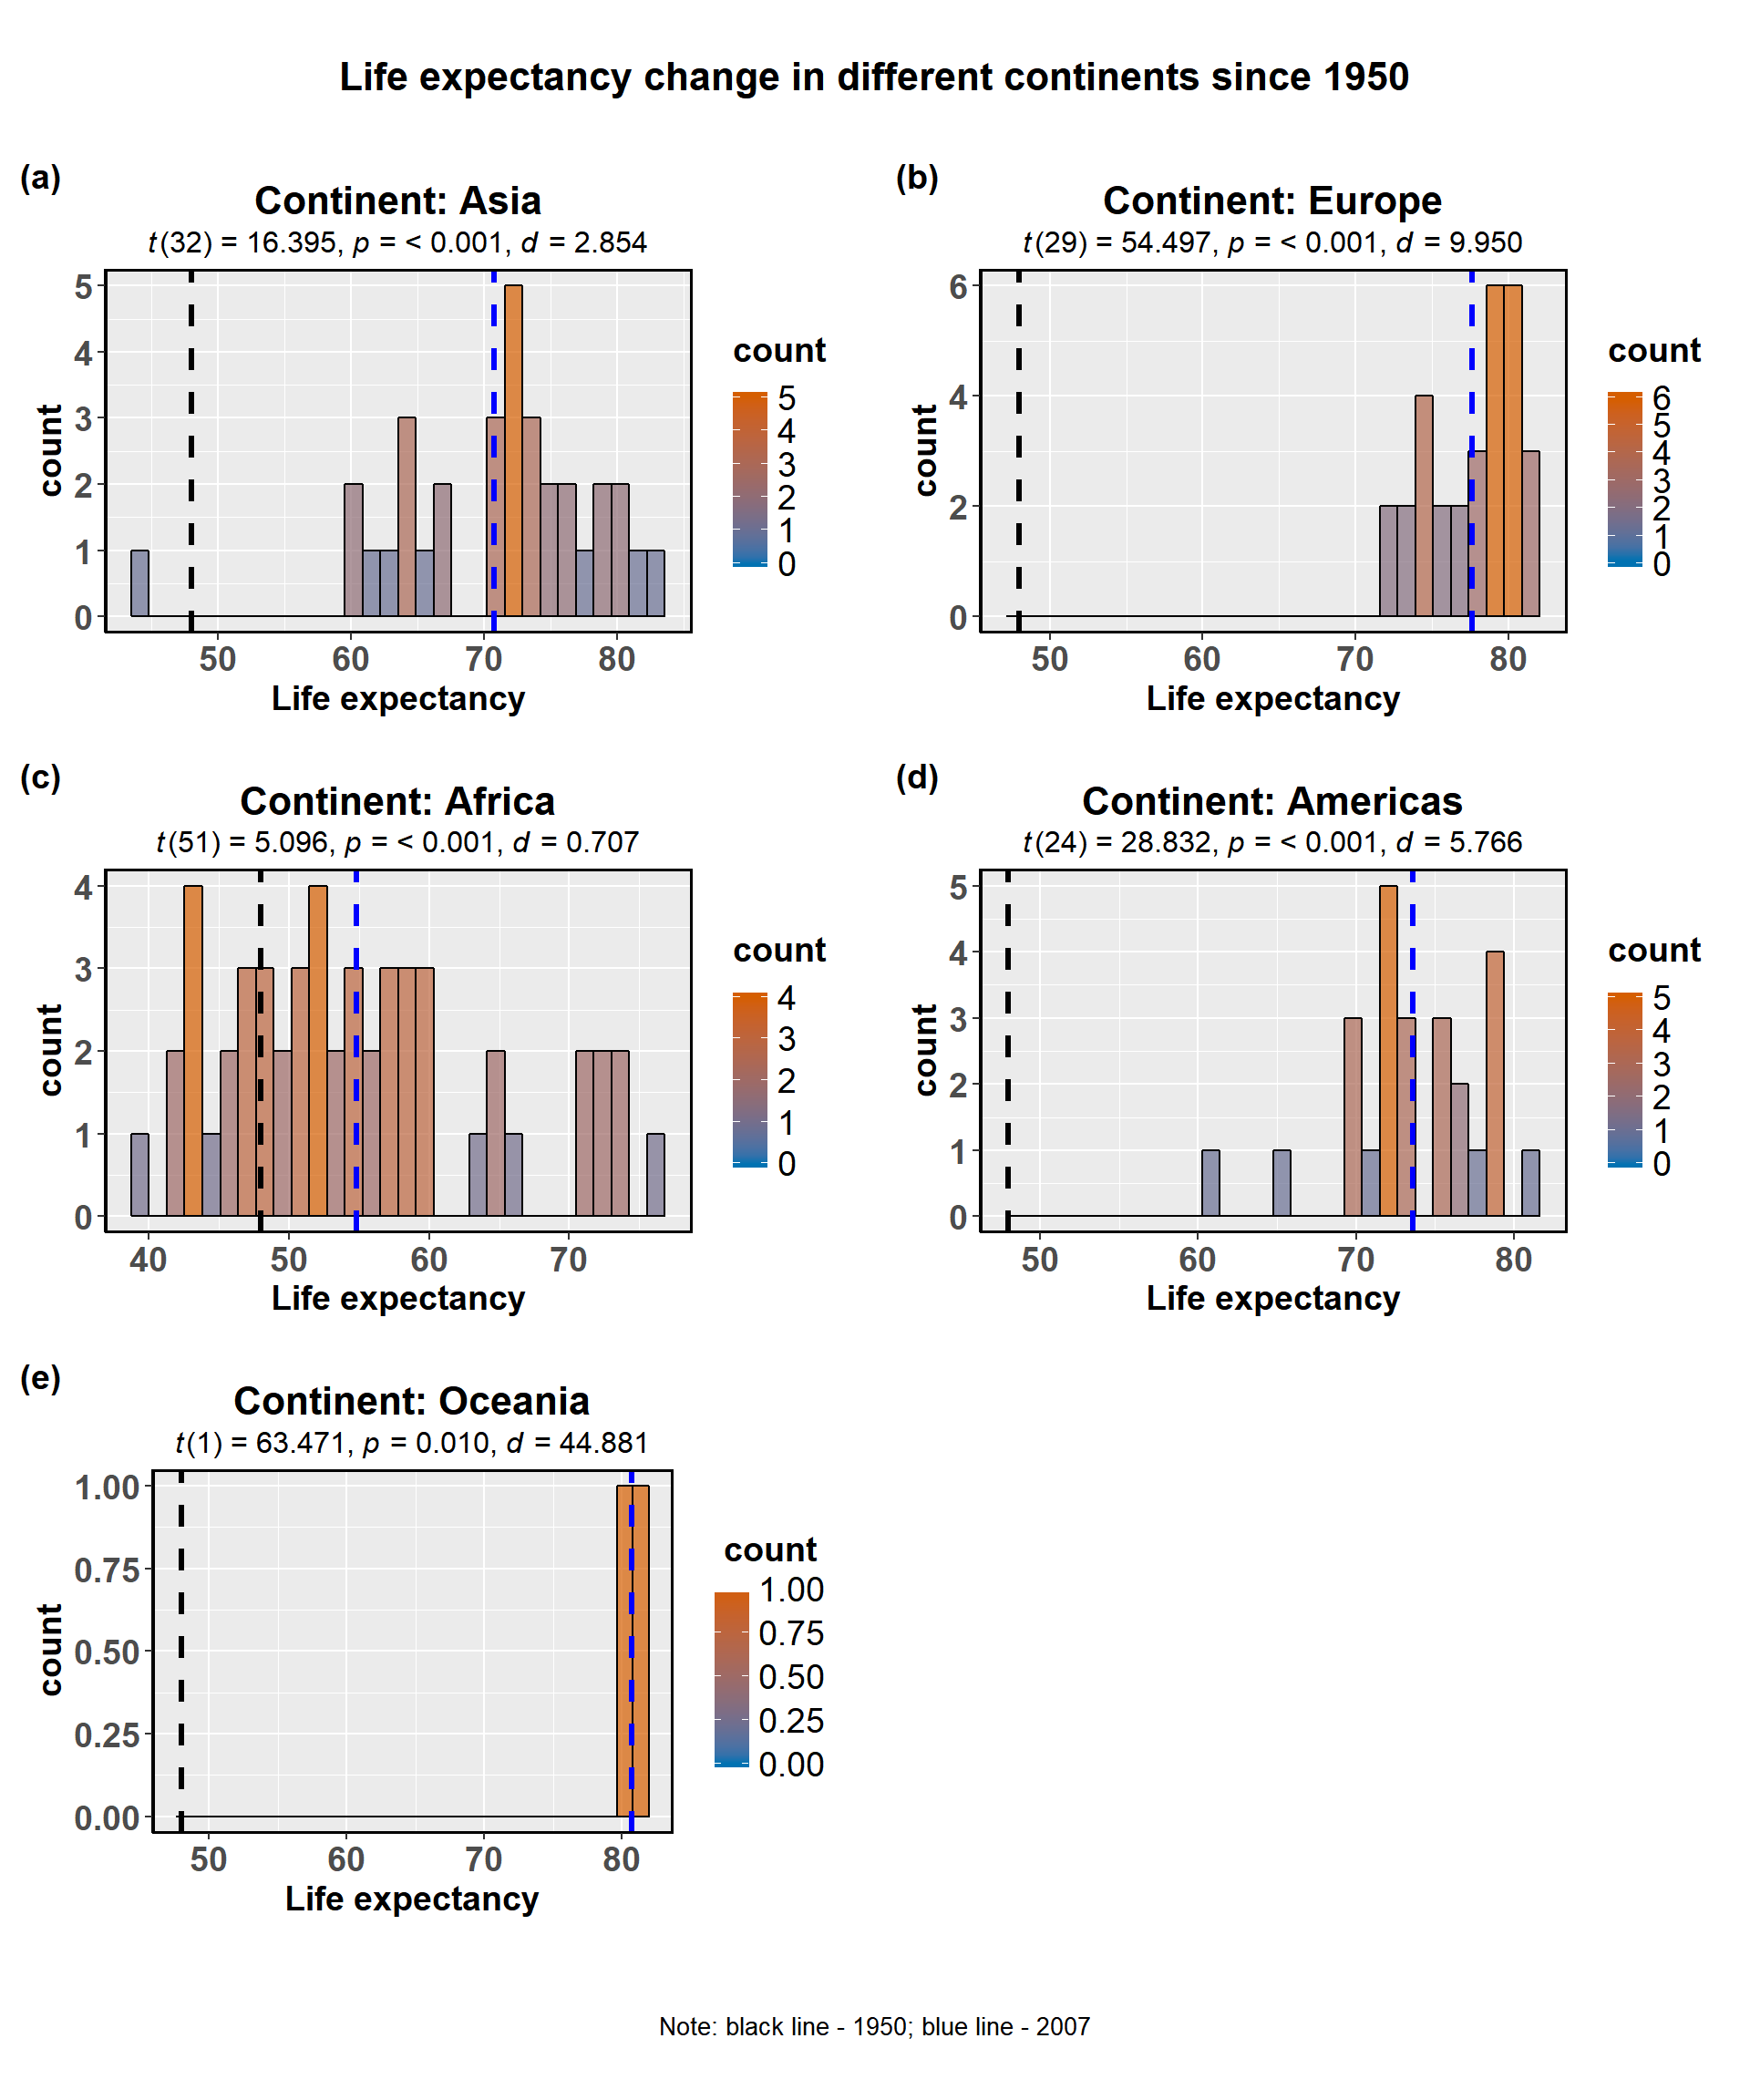 Life expectancy change in different continents since 1950
(a)
Continent: Asia
t(32) = 16.395, p = < 0.001, d = 2.854
5
4
3
2
1
0
count
50 60 70 80
Life expectancy
count
5
4
3
2
1
0
(b)
Continent: Europe
t(29) = 54.497, p = < 0.001, d = 9.950
6
4
2
0
count
50 60 70 80
Life expectancy
count
6
5
4
3
2
1
0
(c)
Continent: Africa
t(51) = 5.096, p = < 0.001, d = 0.707
4
3
2
1
0
count
40 50 60 70
Life expectancy
count
4
3
2
1
0
(d)
Continent: Americas
t(24) = 28.832, p = < 0.001, d = 5.766
5
4
3
2
1
0
count
50 60 70 80
Life expectancy
count
5
4
3
2
1
0
(e)
Continent: Oceania
t(1) = 63.471, p = 0.010, d = 44.881
1.00
0.75
0.50
0.25
0.00
count
50 60 70 80
Life expectancy
count
1.00
0.75
0.50
0.25
0.00
Note: black line - 1950; blue line - 2007